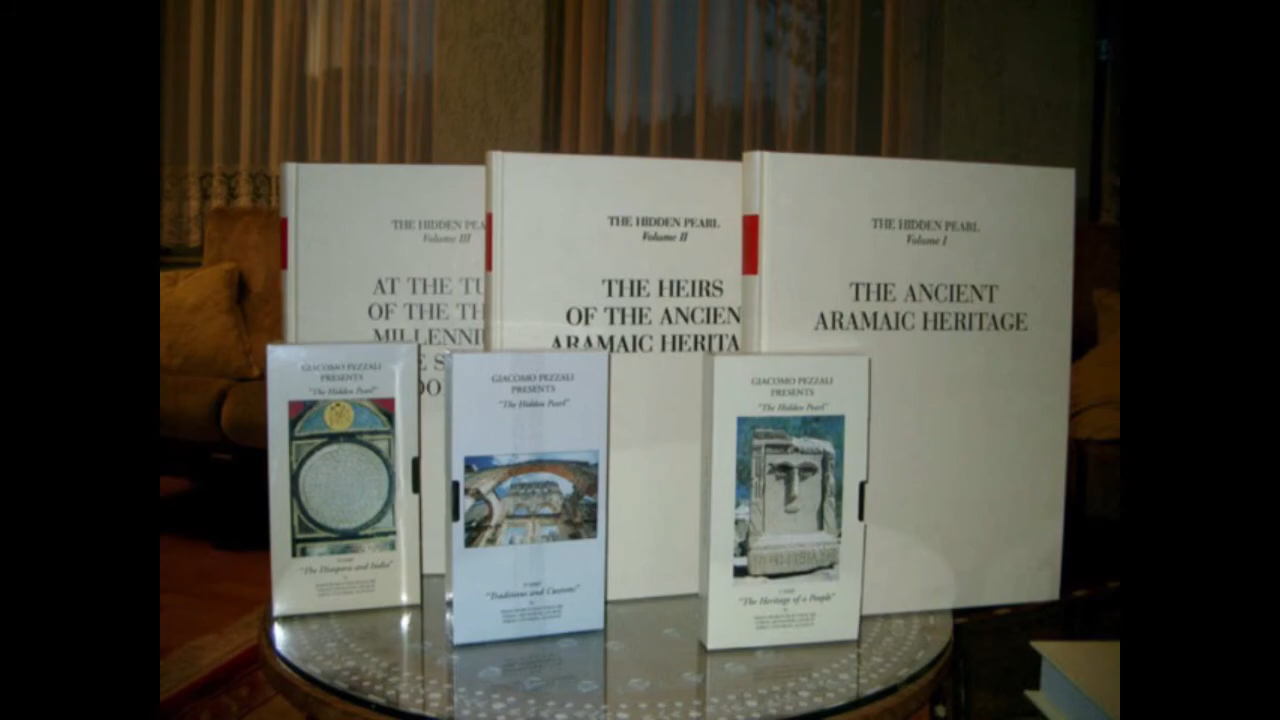 THE HIDDEN PEA
Volume III
AT THE TU
OF THE TH
MILLENNI
E S
DO
THE HIDDEN PEARL
Volume II
THE HEIRS
OF THE ANCIEN
ARAMAIC HERITA
THE HIDDEN PEARL
Volume I
THE ANCIENT
ARAMAIC HERITAGE
GIACOMO PEZZALI
PRESENTS
"The Hidden Pearl"
"The Diaspora and India"
GIACOMO PEZZALI
PRESENTS
"The Hidden Pearl"
"Traditions and Customs"
GIACOMO PEZZALI
PRESENTS
"The Hidden Pearl"
"The Heritage of a People"